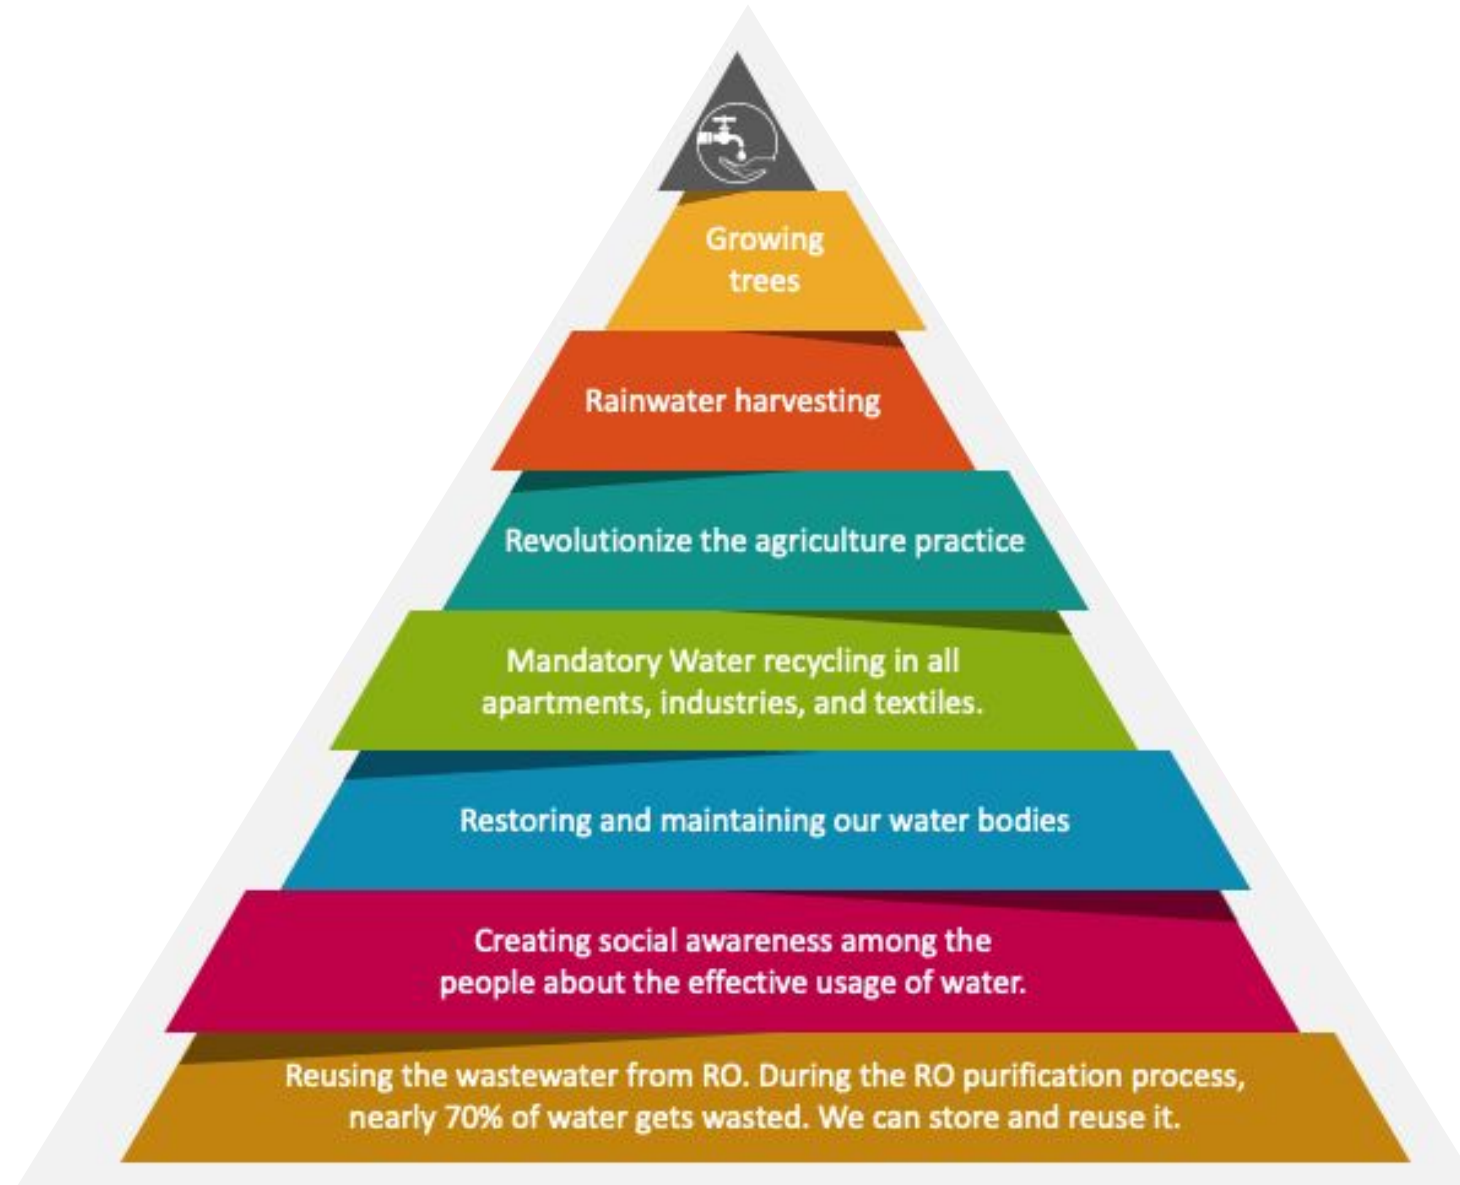 Growing
trees
Rainwater harvesting
Revolutionize the agriculture practice
Mandatory Water recycling in all
apartments, industries, and textiles.
Restoring and maintaining our water bodies
Creating social awareness among the
people about the effective usage of water.
Reusing the wastewater from RO. During the RO purification process,
nearly 70% of water gets wasted. We can store and reuse it.